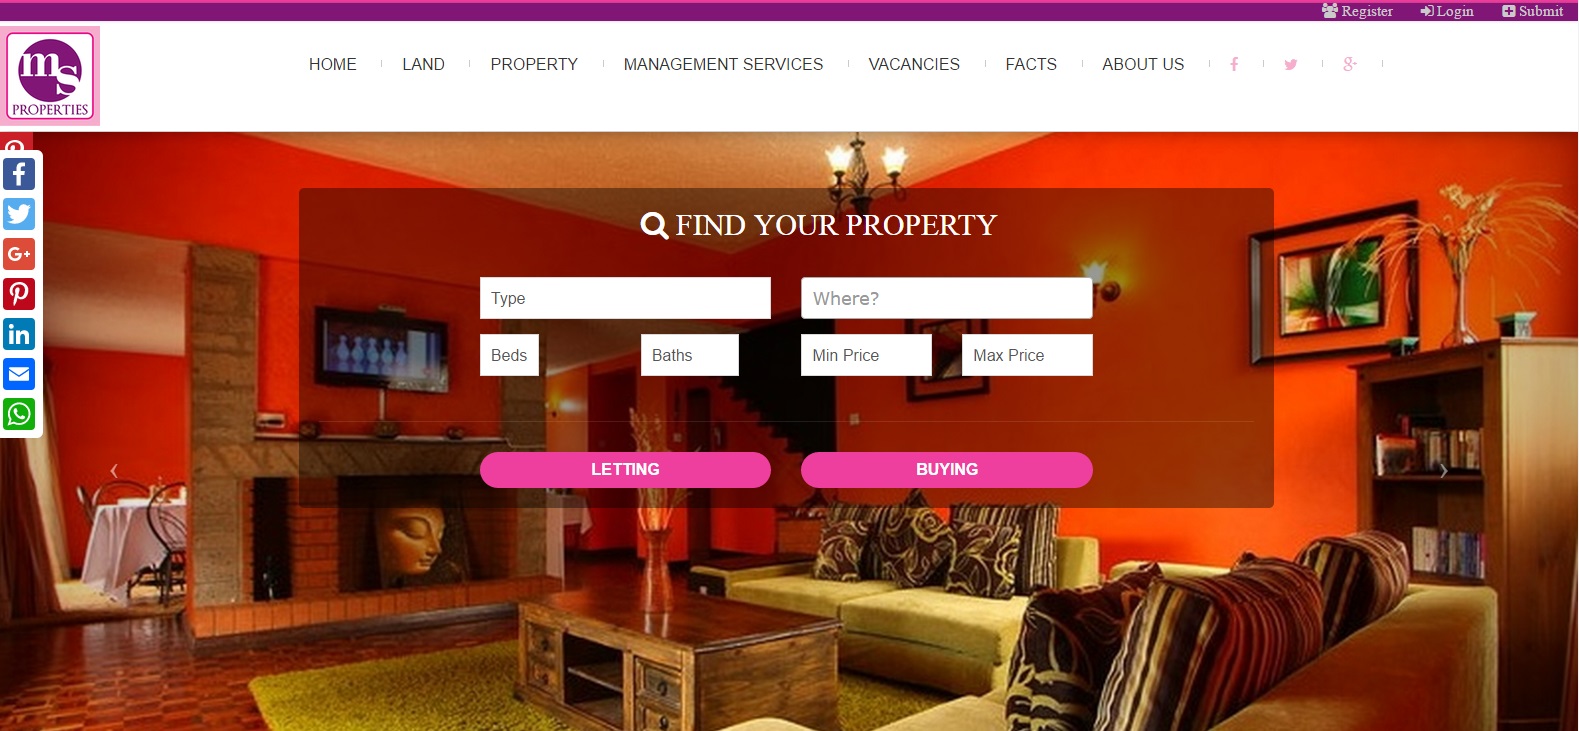 Register Login Submit
ms
PROPERTIES
HOME LAND PROPERTY MANAGEMENT SERVICES VACANCIES FACTS ABOUT US
FIND YOUR PROPERTY
Type Where?
Beds Baths Min Price Max Price
LETTING BUYING